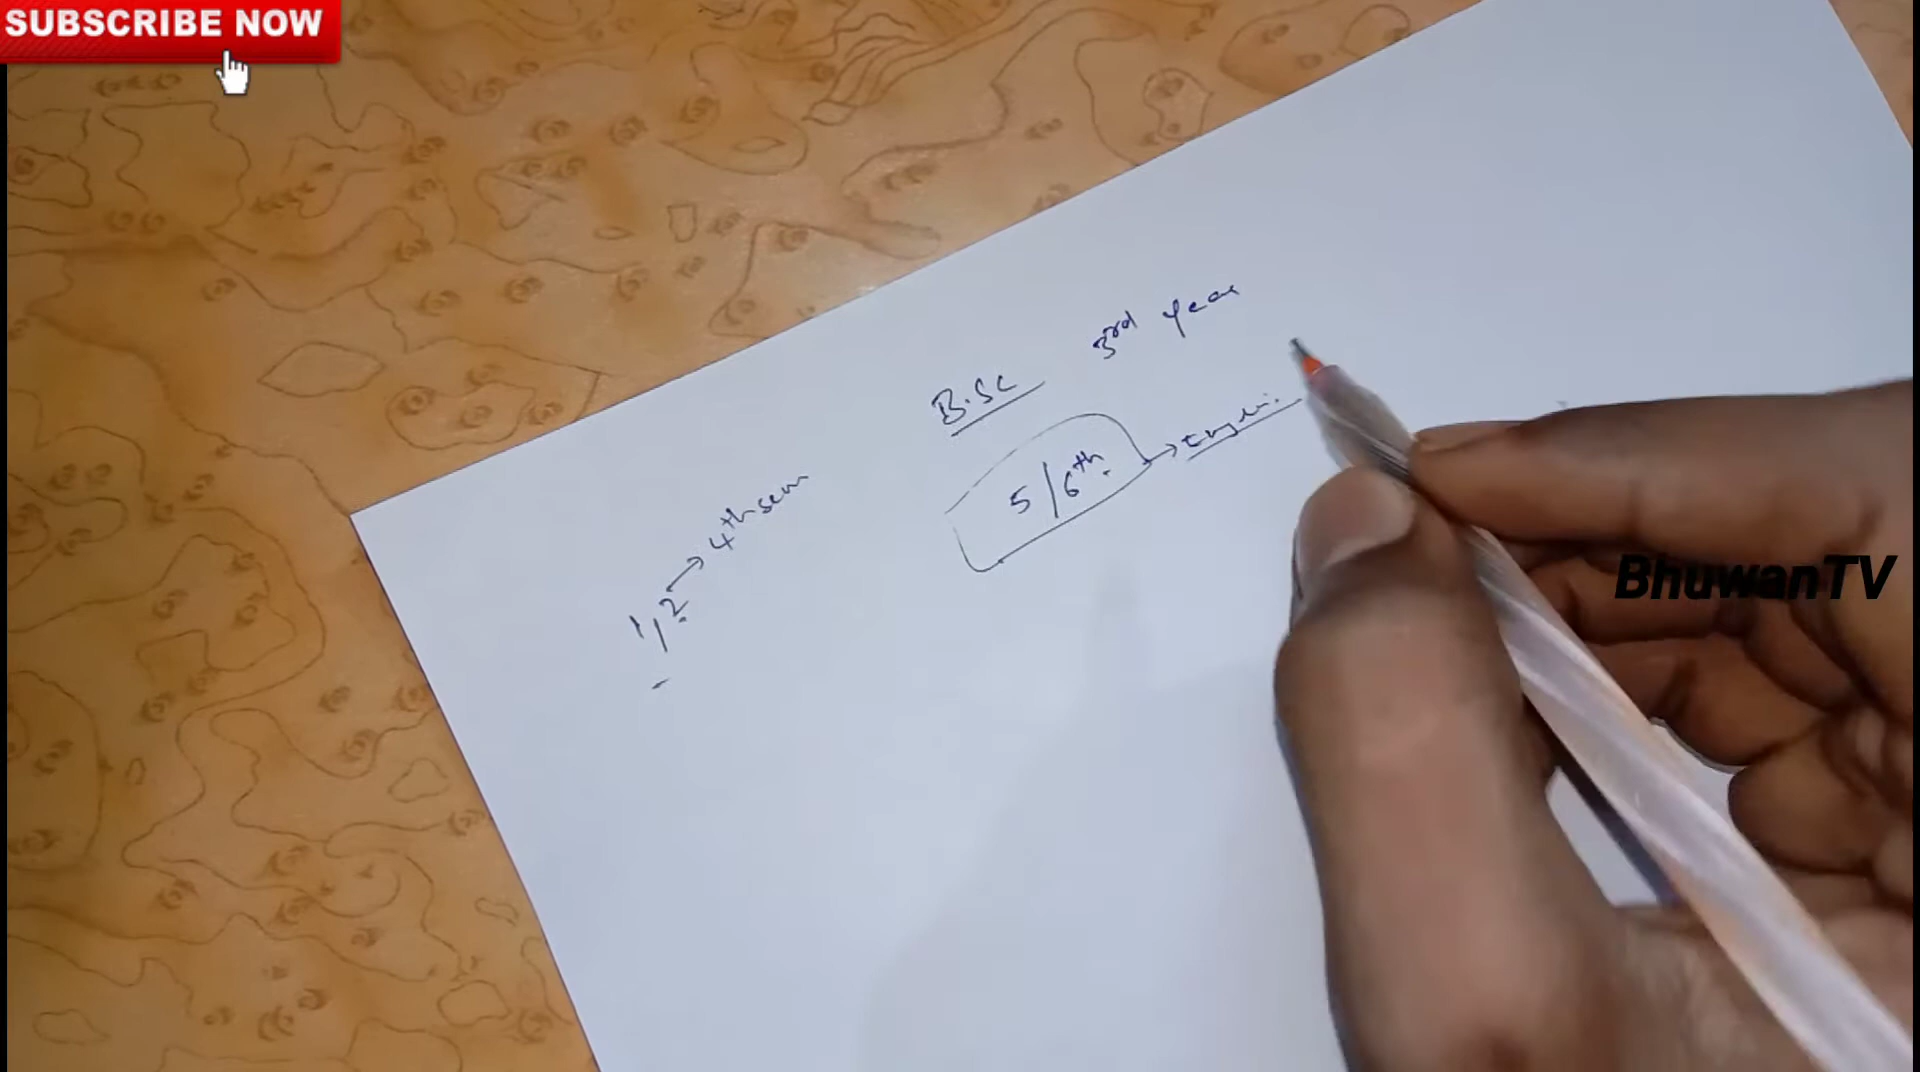 SUBSCRIBE NOW
B.Sc 3rd year
5/6th
1/2 → 4th sem
BhuwanTV